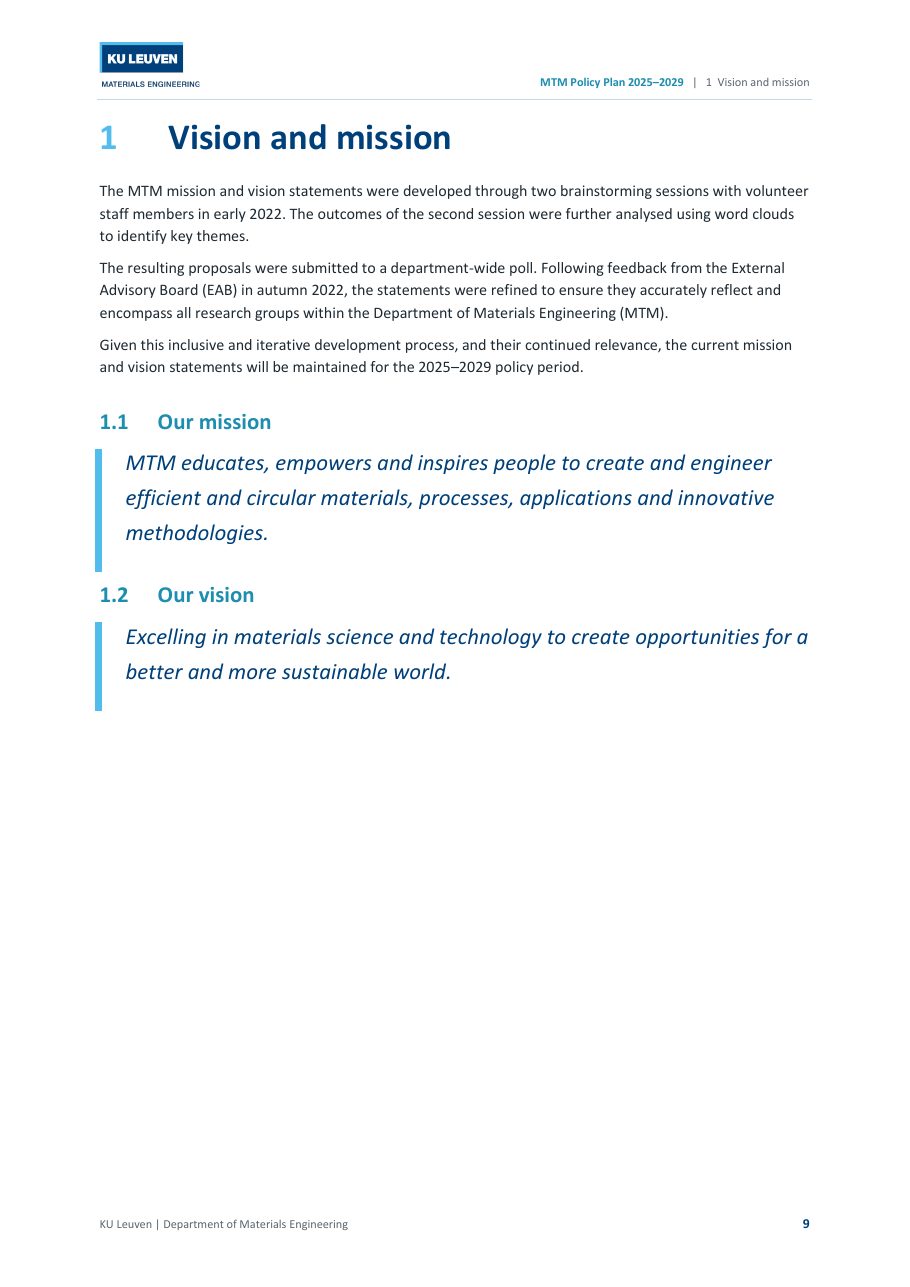 KU LEUVEN
MATERIALS ENGINEERING
MTM Policy Plan 2025–2029 | 1 Vision and mission
1 Vision and mission
The MTM mission and vision statements were developed through two brainstorming sessions with volunteer
staff members in early 2022. The outcomes of the second session were further analysed using word clouds
to identify key themes.
The resulting proposals were submitted to a department-wide poll. Following feedback from the External
Advisory Board (EAB) in autumn 2022, the statements were refined to ensure they accurately reflect and
encompass all research groups within the Department of Materials Engineering (MTM).
Given this inclusive and iterative development process, and their continued relevance, the current mission
and vision statements will be maintained for the 2025–2029 policy period.
1.1 Our mission
MTM educates, empowers and inspires people to create and engineer
efficient and circular materials, processes, applications and innovative
methodologies.
1.2 Our vision
Excelling in materials science and technology to create opportunities for a
better and more sustainable world.
KU Leuven | Department of Materials Engineering 9